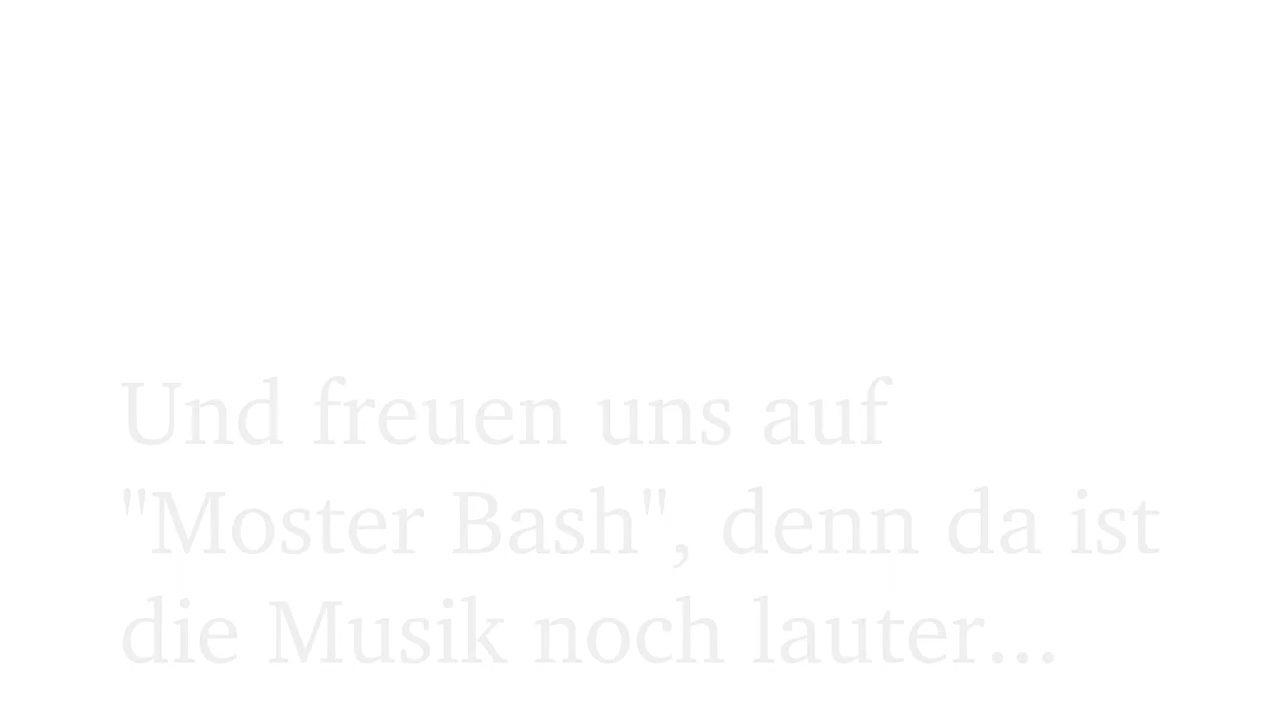 Und freuen uns auf
"Moster Bash", denn da ist
die Musik noch lauter...